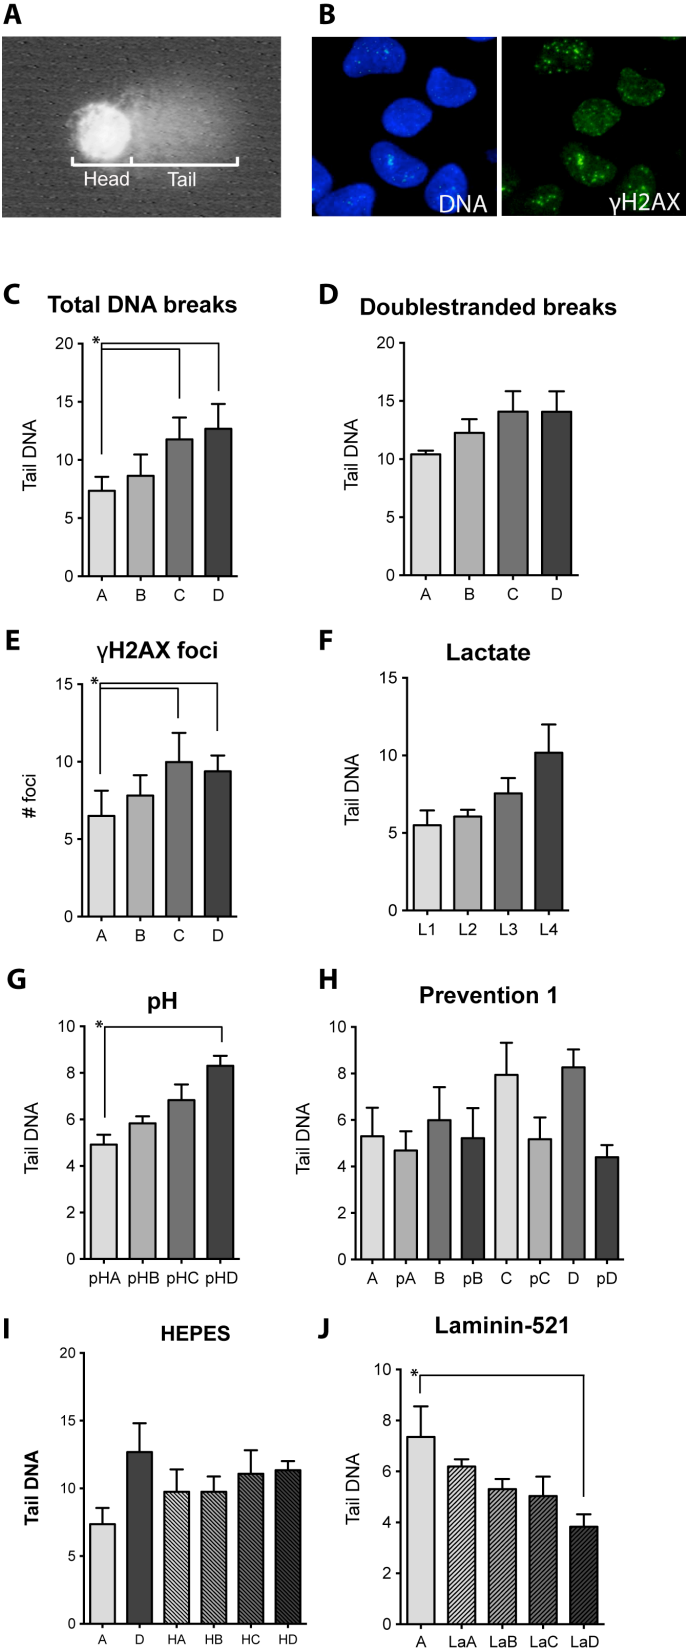 A
Head Tail
B
DNA
γH2AX
C Total DNA breaks
20
15
10
5
0
Tail DNA
*
A B C D
D Doublestranded breaks
20
15
10
5
0
Tail DNA
A B C D
E γH2AX foci
15
10
5
0
# foci
*
A B C D
F Lactate
15
10
5
0
Tail DNA
L1 L2 L3 L4
G pH
10
8
6
4
2
0
Tail DNA
*
pHA pHB pHC pHD
H Prevention 1
10
8
6
4
2
0
Tail DNA
A pA B pB C pC D pD
I HEPES
20
15
10
5
0
Tail DNA
A D HA HB HC HD
J Laminin-521
10
8
6
4
2
0
Tail DNA
*
A LaA LaB LaC LaD